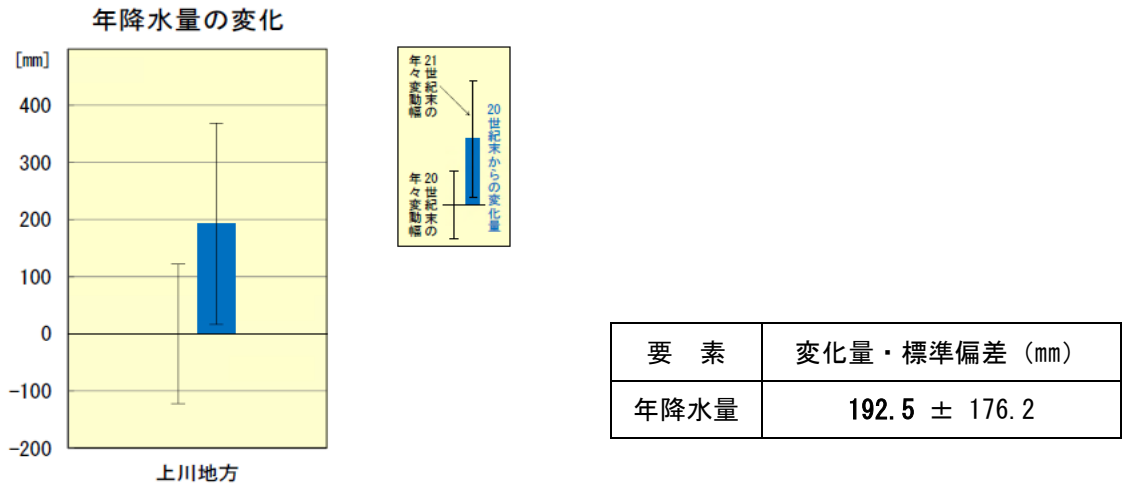 年降水量の変化
[mm]
400
300
200
100
0
-100
-200
上川地方
21世紀末の
年々変動幅
20世紀末からの変化量
20世紀末の
年々変動幅
要　素　変化量・標準偏差 (㎜)
年降水量　192.5 ± 176.2